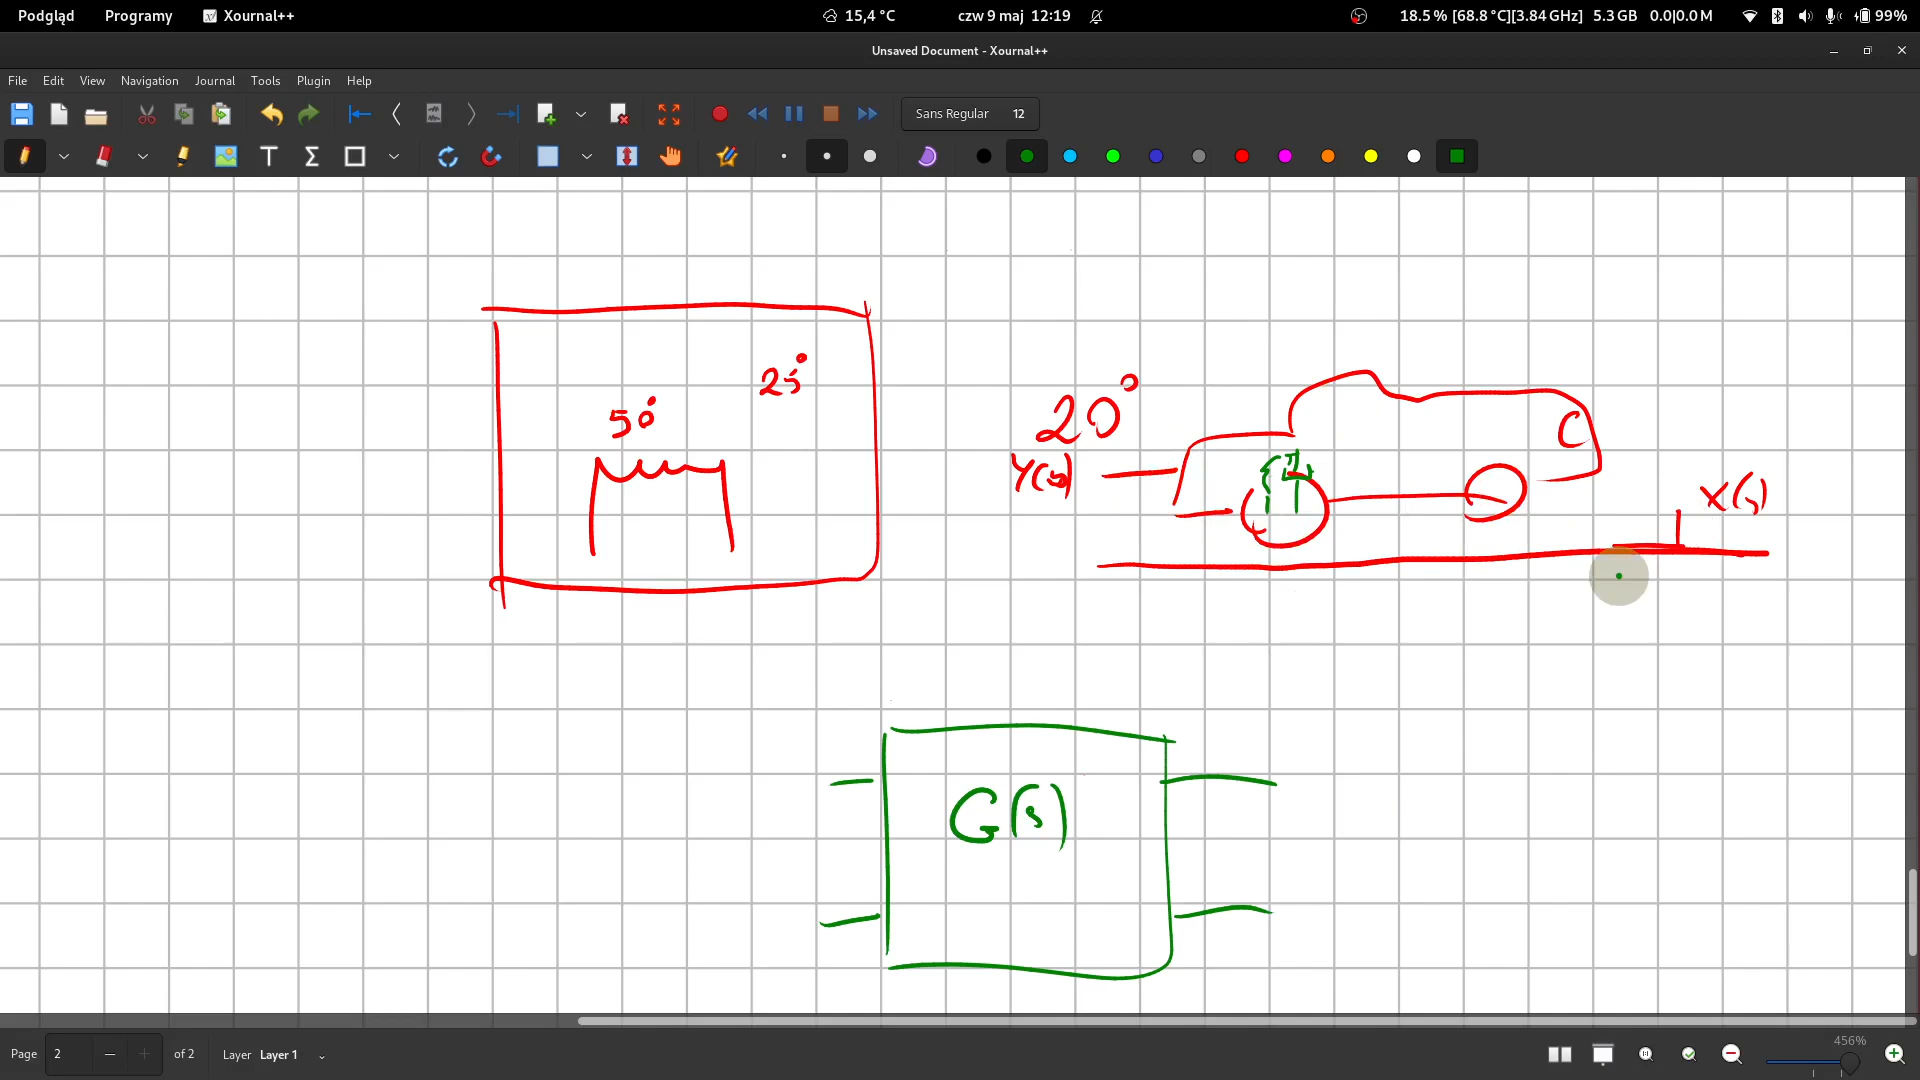 Podgląd Programy Xournal++ 15,4 °C czw 9 maj 12:19 18.5 % [68.8 °C][3.84 GHz] 5.3 GB 0.0|0.0 M 99%
Unsaved Document - Xournal++
File Edit View Navigation Journal Tools Plugin Help
Sans Regular 12
25°
50°
20°
C
Y(s)
X(s)
G(s)
Page 2 of 2 Layer Layer 1
456%